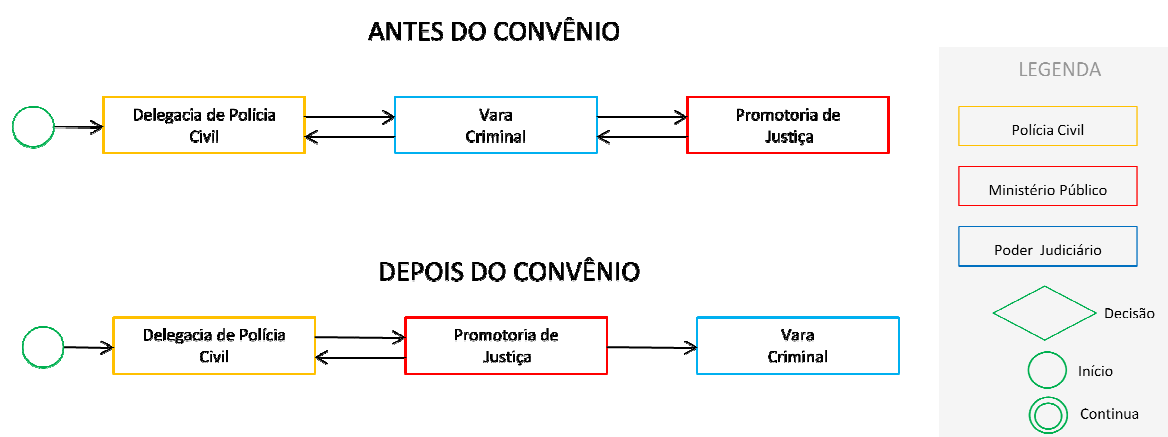 ANTES DO CONVÊNIO
Delegacia de Polícia
Civil
Vara
Criminal
Promotoria de
Justiça
DEPOIS DO CONVÊNIO
Delegacia de Polícia
Civil
Promotoria de
Justiça
Vara
Criminal
LEGENDA
Polícia Civil
Ministério Público
Poder Judiciário
Decisão
Início
Continua